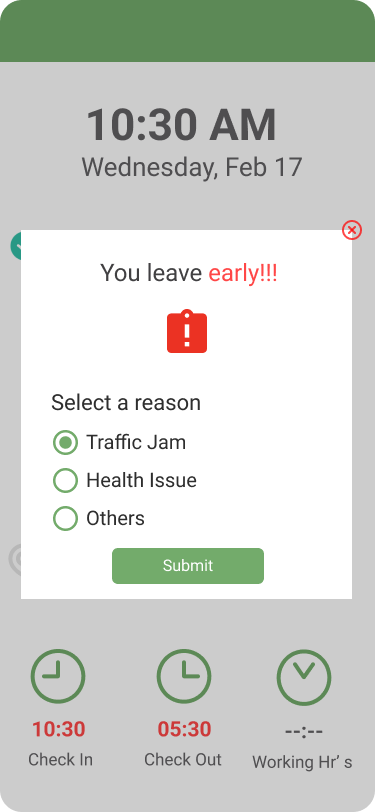 10:30 AM
Wednesday, Feb 17
You leave early!!!
Select a reason
Traffic Jam
Health Issue
Others
Submit
10:30
05:30
--:--
Check In
Check Out
Working Hr’ s